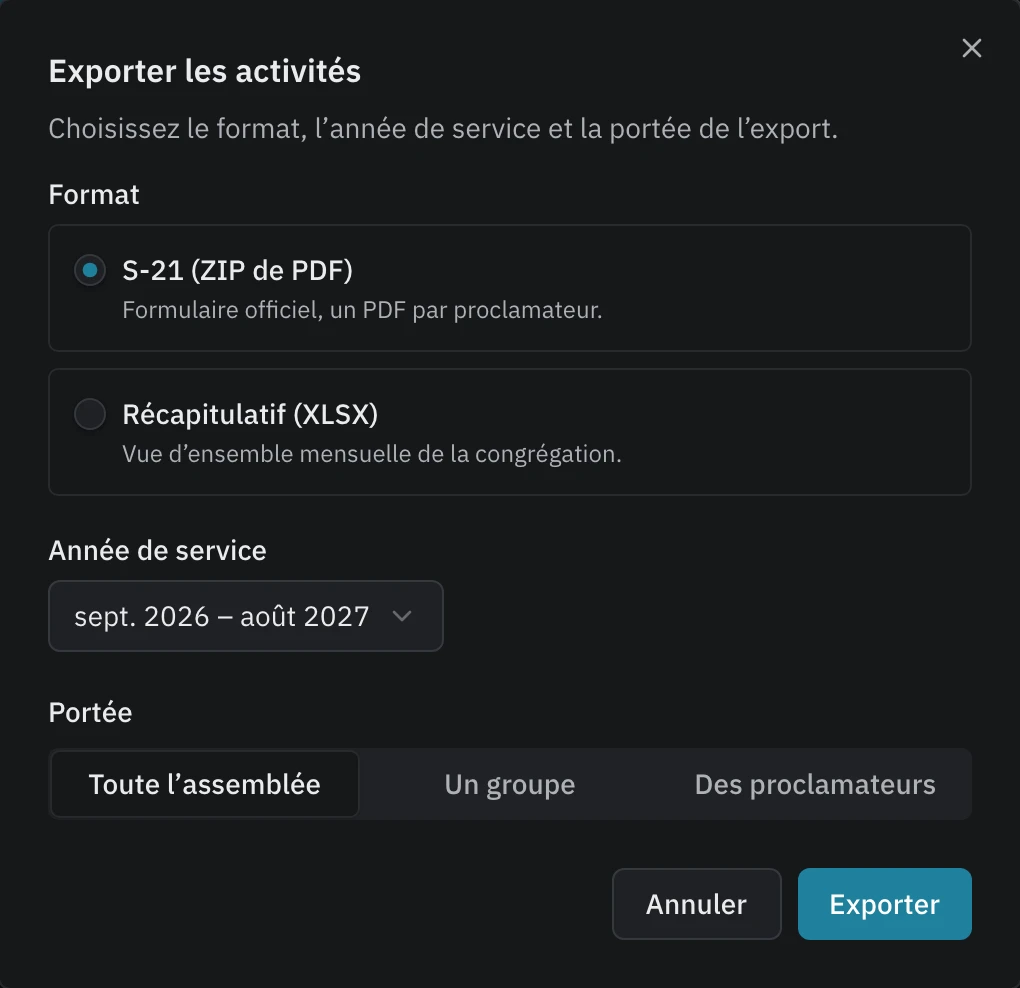 Exporter les activités
Choisissez le format, l’année de service et la portée de l’export.
Format
S-21 (ZIP de PDF)
Formulaire officiel, un PDF par proclamateur.
Récapitulatif (XLSX)
Vue d’ensemble mensuelle de la congrégation.
Année de service
sept. 2026 – août 2027
Portée
Toute l’assemblée
Un groupe
Des proclamateurs
Annuler
Exporter